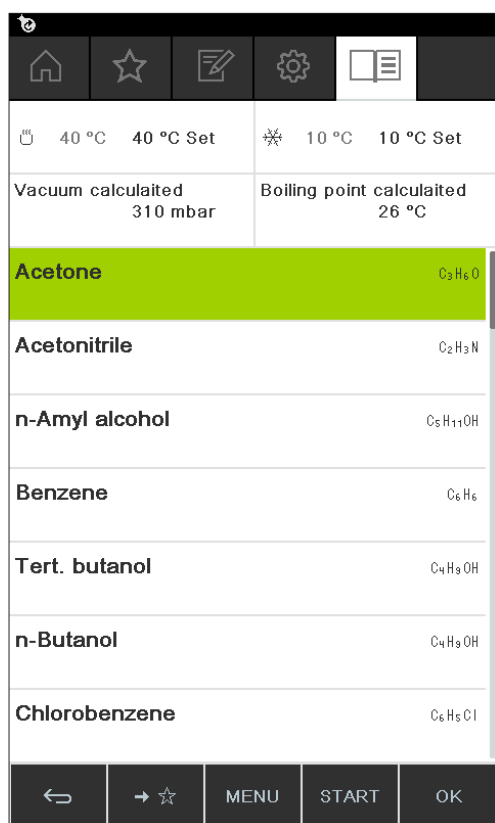 40 °C 40 °C Set 10 °C 10 °C Set
Vacuum calculaited Boiling point calculaited
310 mbar 26 °C
Acetone C₃H₆O
Acetonitrile C₂H₃N
n-Amyl alcohol C₅H₁₁OH
Benzene C₆H₆
Tert. butanol C₄H₉OH
n-Butanol C₄H₉OH
Chlorobenzene C₆H₅Cl
MENU START OK